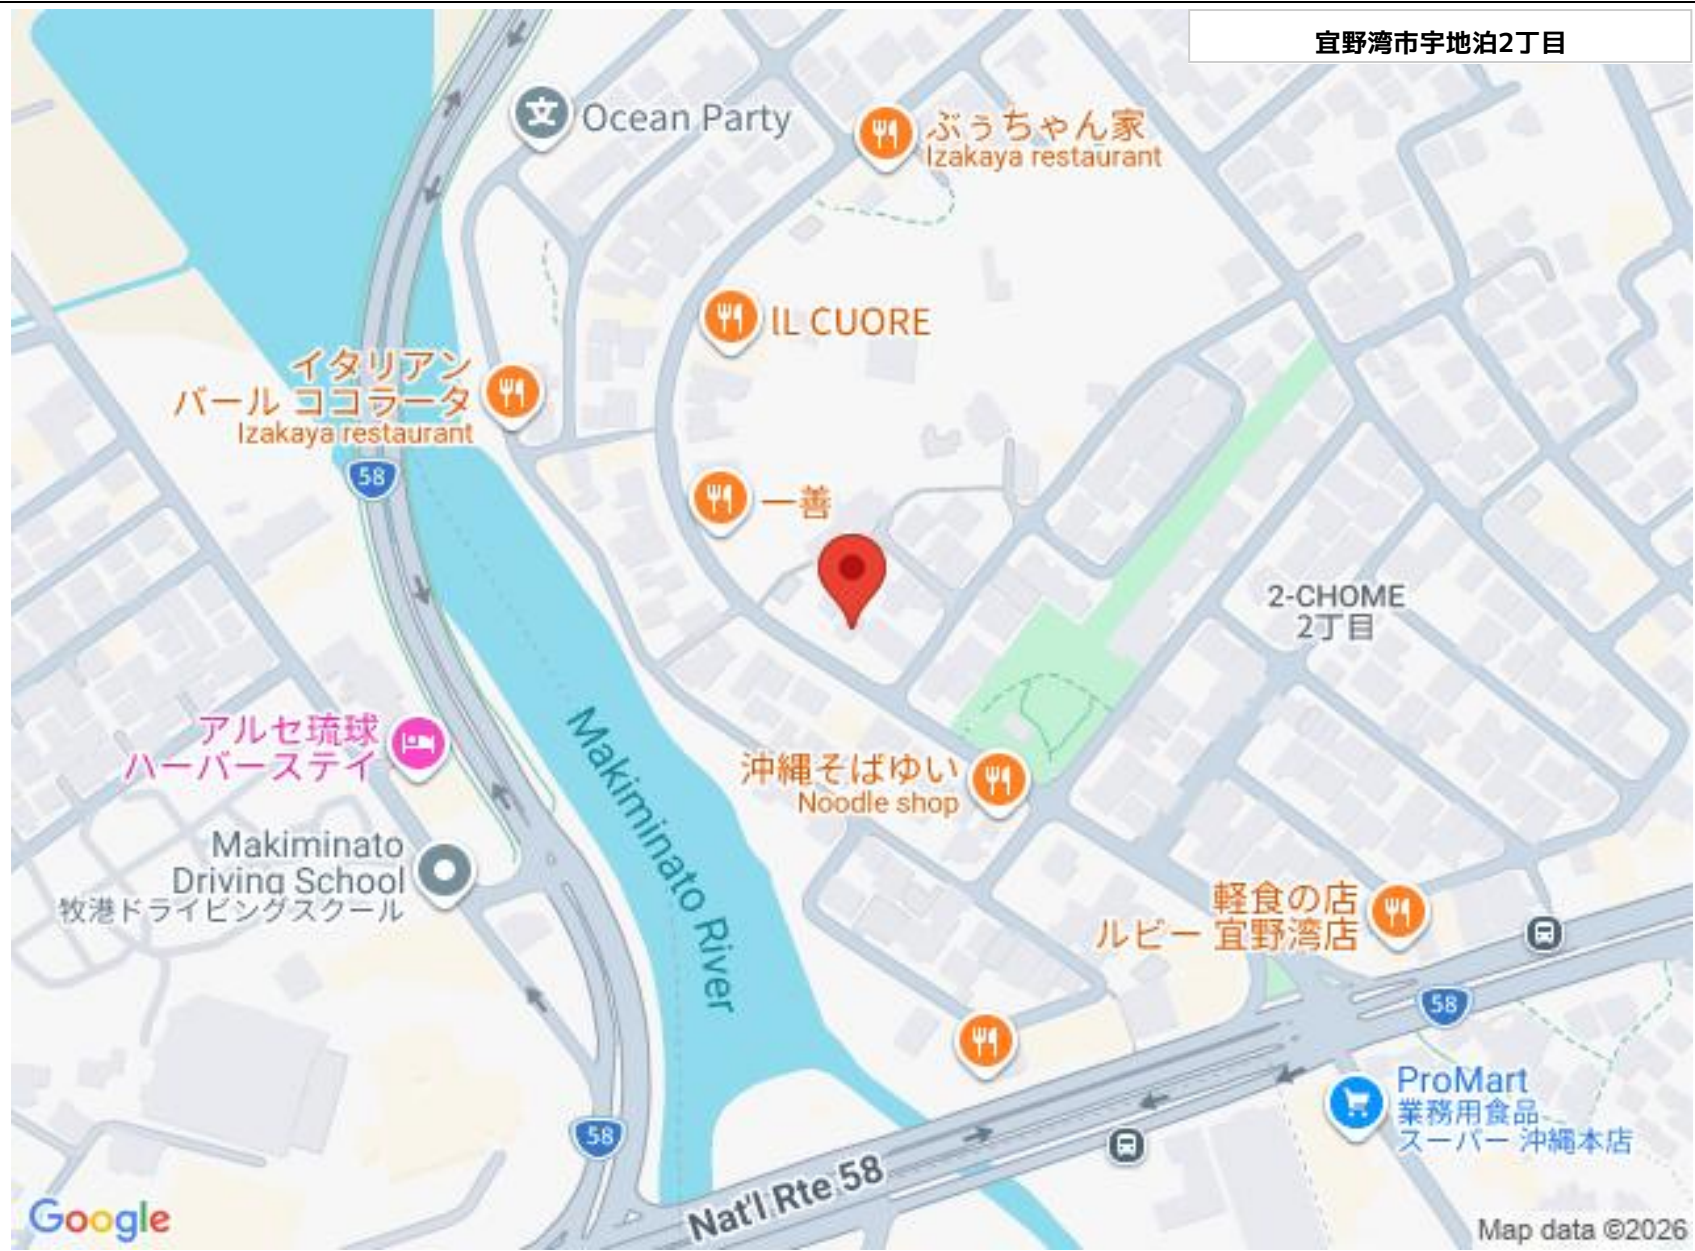 宜野湾市宇地泊2丁目
Ocean Party
ぶぅちゃん家
Izakaya restaurant
IL CUORE
イタリアン
バール ココラータ
Izakaya restaurant
58
一善
2-CHOME
2丁目
アルセ琉球
ハーバーステイ
Makiminato River
沖縄そばゆい
Noodle shop
Makiminato
Driving School
牧港ドライビングスクール
軽食の店
ルビー 宜野湾店
58
ProMart
業務用食品
スーパー 沖縄本店
58
Nat'l Rte 58
Google
Map data ©2026